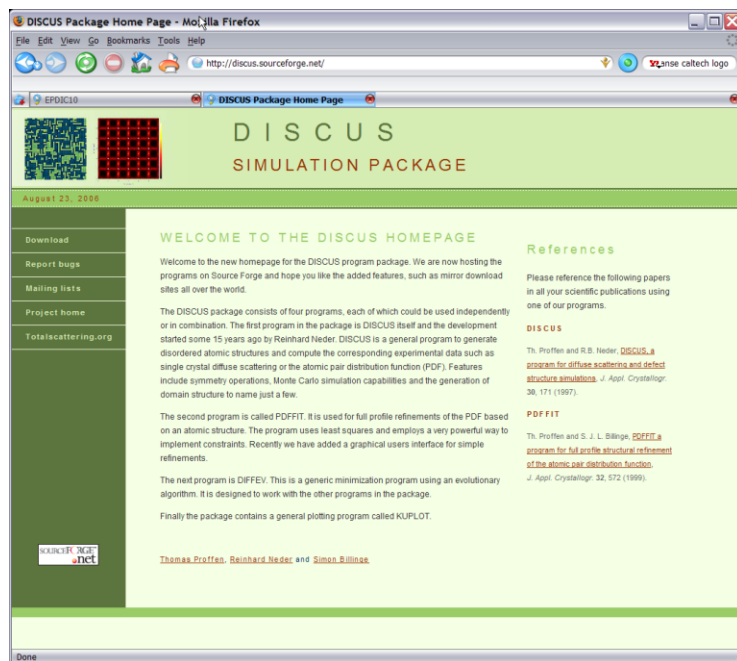 DISCUS Package Home Page - Mozilla Firefox
File Edit View Go Bookmarks Tools Help
http://discus.sourceforge.net/
anse caltech logo
EPDIC10
DISCUS Package Home Page
DISCUS
SIMULATION PACKAGE
August 23, 2006
Download
Report bugs
Mailing lists
Project home
Totalscattering.org
WELCOME TO THE DISCUS HOMEPAGE
Welcome to the new homepage for the DISCUS program package. We are now hosting the
programs on Source Forge and hope you like the added features, such as mirror download
sites all over the world.
The DISCUS package consists of four programs, each of which could be used independently
or in combination. The first program in the package is DISCUS itself and the development
started some 15 years ago by Reinhard Neder. DISCUS is a general program to generate
disordered atomic structures and compute the corresponding experimental data such as
single crystal diffuse scattering or the atomic pair distribution function (PDF). Features
include symmetry operations, Monte Carlo simulation capabilities and the generation of
domain structure to name just a few.
The second program is called PDFFIT. It is used for full profile refinements of the PDF based
on an atomic structure. The program uses least squares and employs a very powerful way to
implement constraints. Recently we have added a graphical users interface for simple
refinements.
The next program is DIFFEV. This is a generic minimization program using an evolutionary
algorithm. It is designed to work with the other programs in the package.
Finally the package contains a general plotting program called KUPLOT.
Thomas Proffen, Reinhard Neder and Simon Billinge
References
Please reference the following papers
in all your scientific publications using
one of our programs.
DISCUS
Th. Proffen and R.B. Neder, DISCUS, a
program for diffuse scattering and defect
structure simulations, J. Appl. Crystallogr.
30, 171 (1997).
PDFFIT
Th. Proffen and S. J. L. Billinge, PDFFIT a
program for full profile structural refinement
of the atomic pair distribution function,
J. Appl. Crystallogr. 32, 572 (1999).
SOURCEFORGE
.net
Done